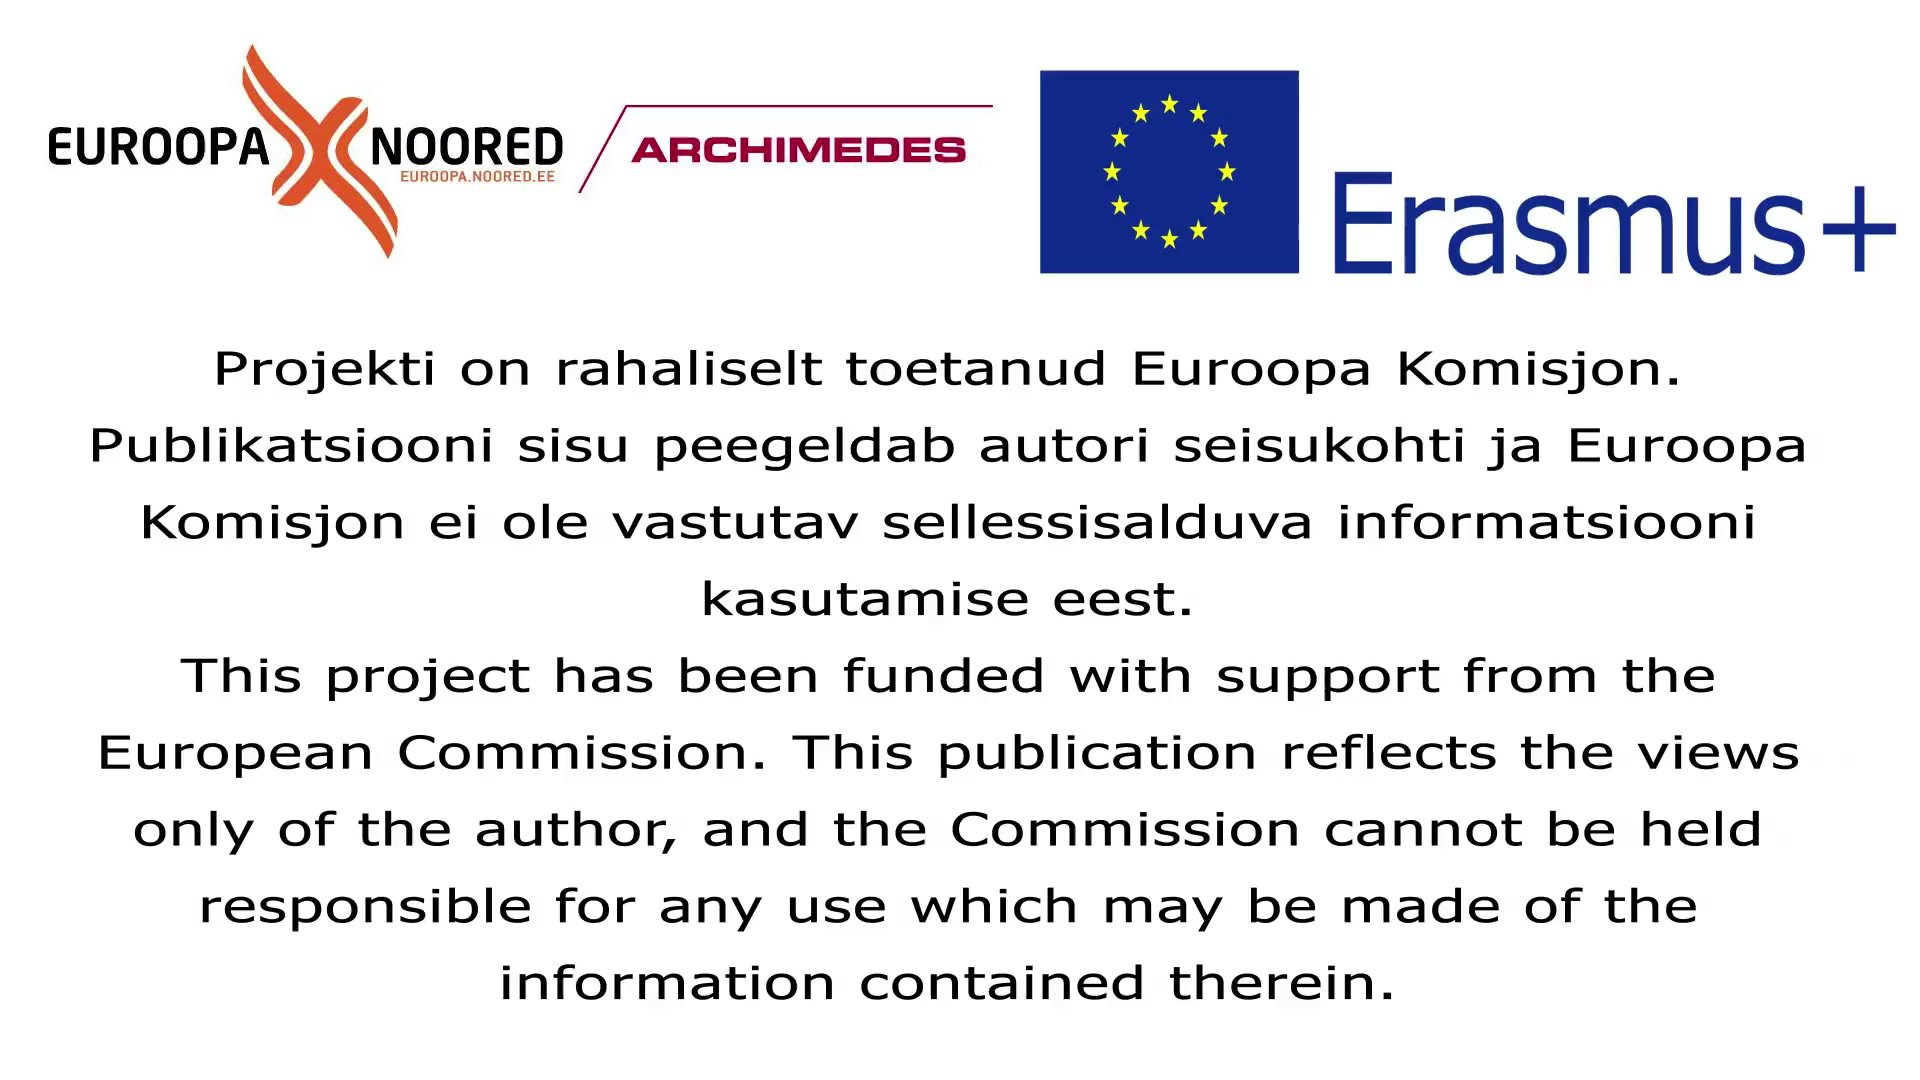 EUROOPA NOORED
EUROOPA.NOORED.EE
ARCHIMEDES
Erasmus+
Projekti on rahaliselt toetanud Euroopa Komisjon.
Publikatsiooni sisu peegeldab autori seisukohti ja Euroopa
Komisjon ei ole vastutav sellessisalduva informatsiooni
kasutamise eest.
This project has been funded with support from the
European Commission. This publication reflects the views
only of the author, and the Commission cannot be held
responsible for any use which may be made of the
information contained therein.